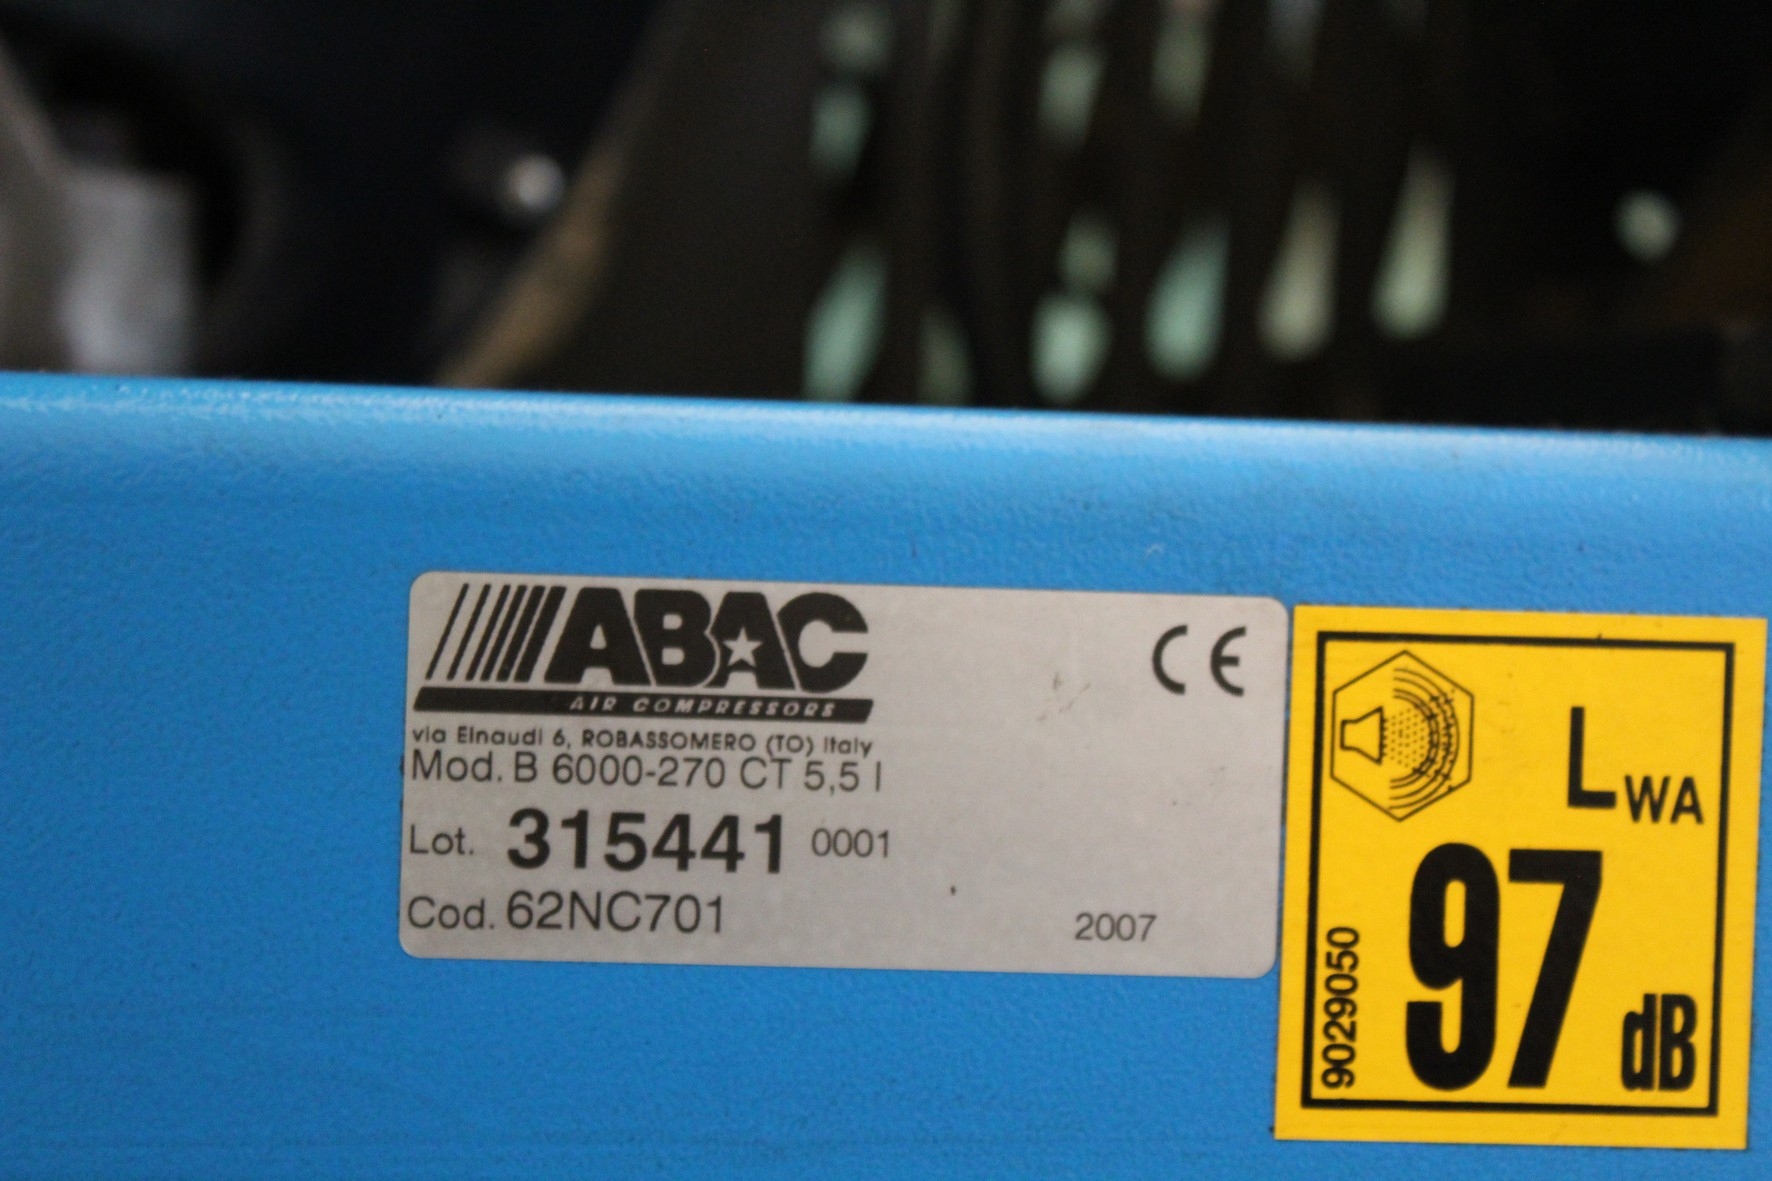 ABAC
AIR COMPRESSORS
via Einaudi 6, ROBASSOMERO (TO) Italy
Mod. B 6000-270 CT 5,5 I
Lot. 315441 0001
Cod. 62NC701
2007
CE
LWA
97 dB
9029050